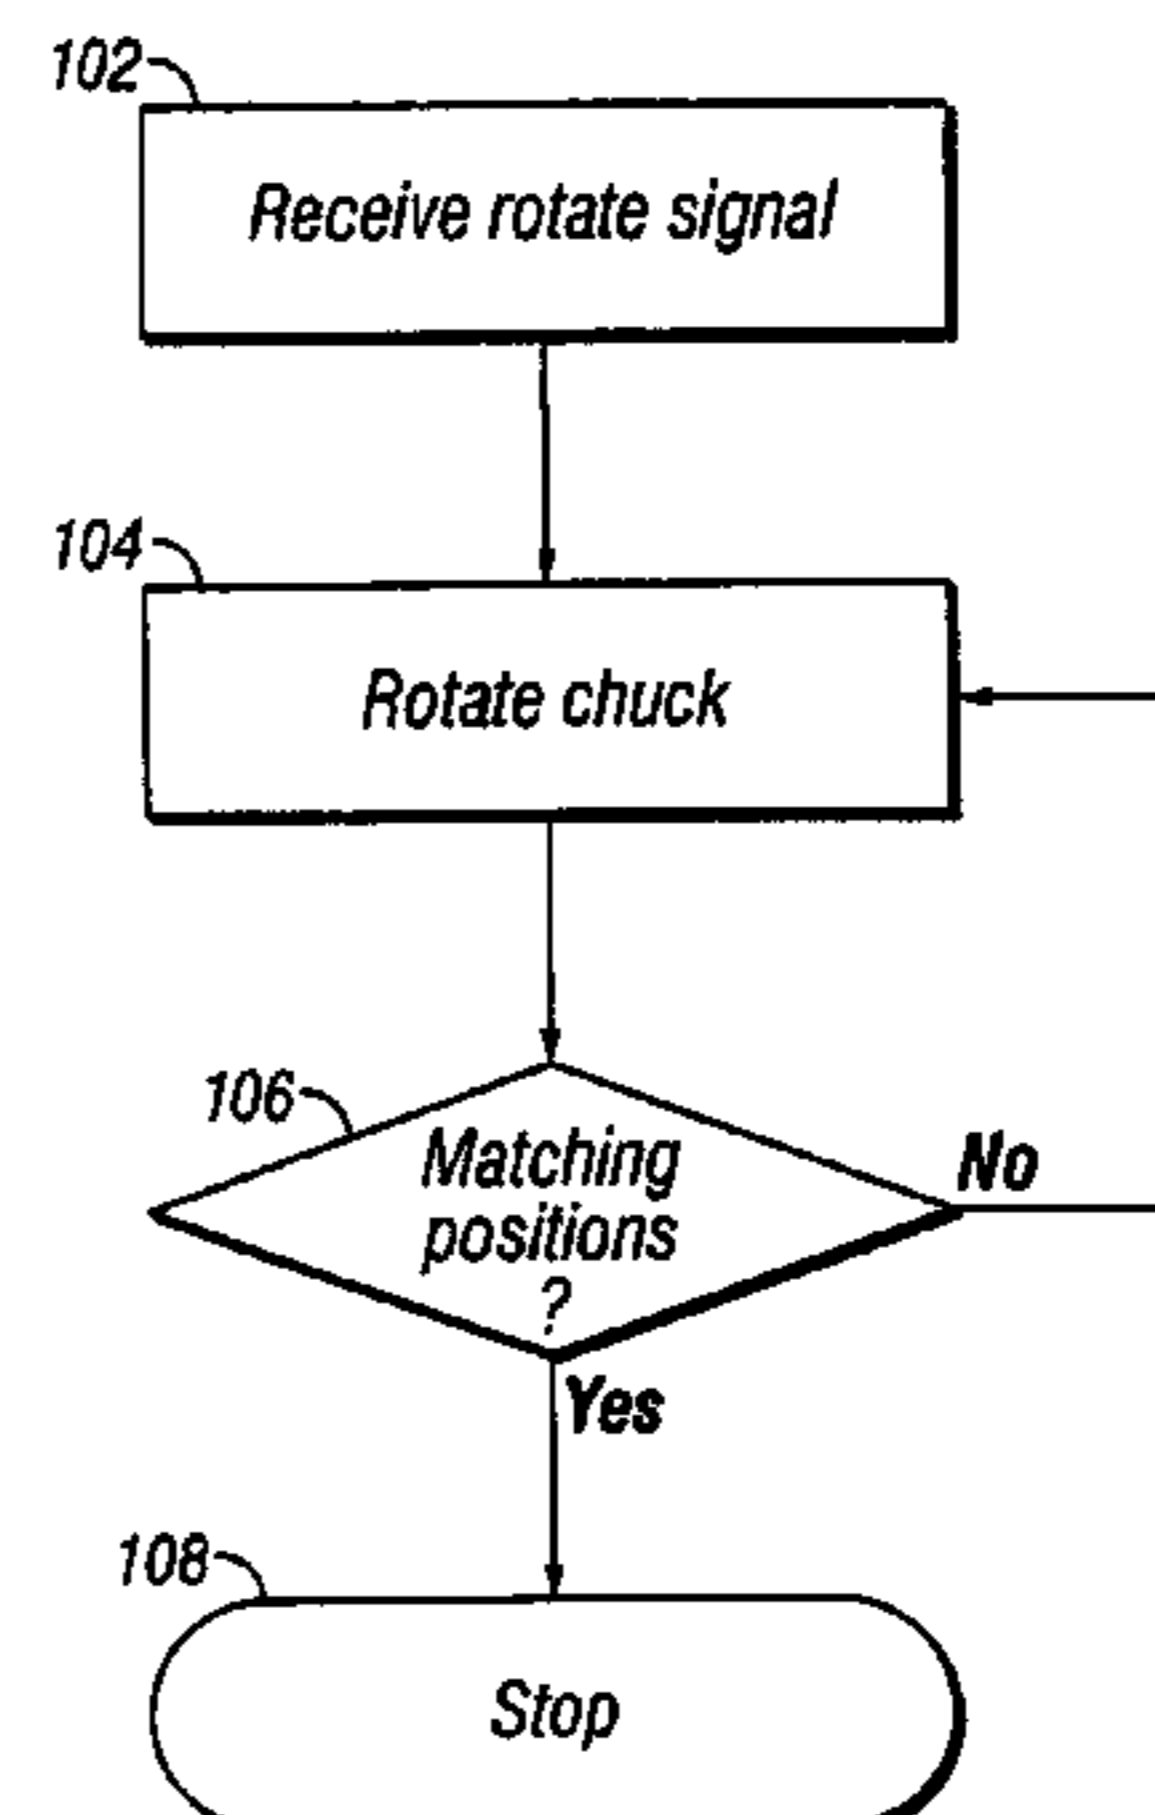 102
Receive rotate signal
104
Rotate chuck
106
Matching
positions
?
No
Yes
108
Stop